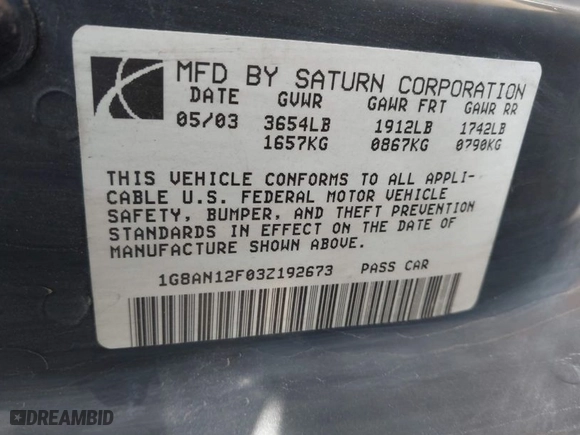 MFD BY SATURN CORPORATION
DATE GVWR GAWR FRT GAWR RR
05/03 3654LB 1912LB 1742LB
1657KG 0867KG 0790KG
THIS VEHICLE CONFORMS TO ALL APPLI-
CABLE U.S. FEDERAL MOTOR VEHICLE
SAFETY, BUMPER, AND THEFT PREVENTION
STANDARDS IN EFFECT ON THE DATE OF
MANUFACTURE SHOWN ABOVE.
1G8AN12F03Z192673 PASS CAR
DREAMBID